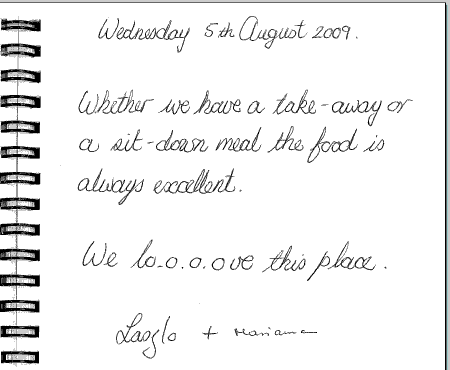 Wednesday 5th August 2009.
Whether we have a take-away or
a sit-down meal the food is
always excellent.
We lo.o.o.ove this place.
Laszlo + Mariama